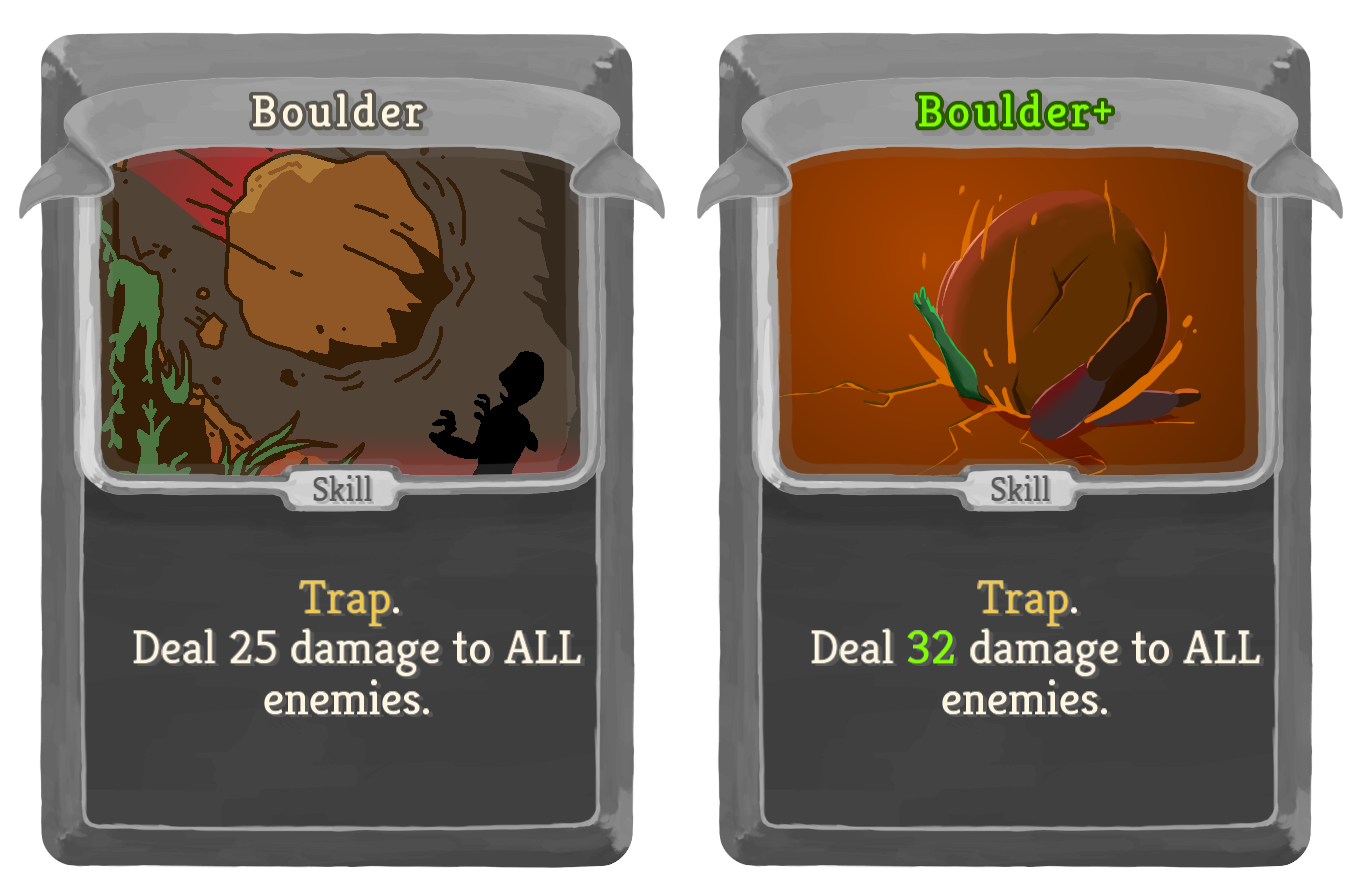 Boulder
Skill
Trap.
Deal 25 damage to ALL
enemies.
Boulder+
Skill
Trap.
Deal 32 damage to ALL
enemies.